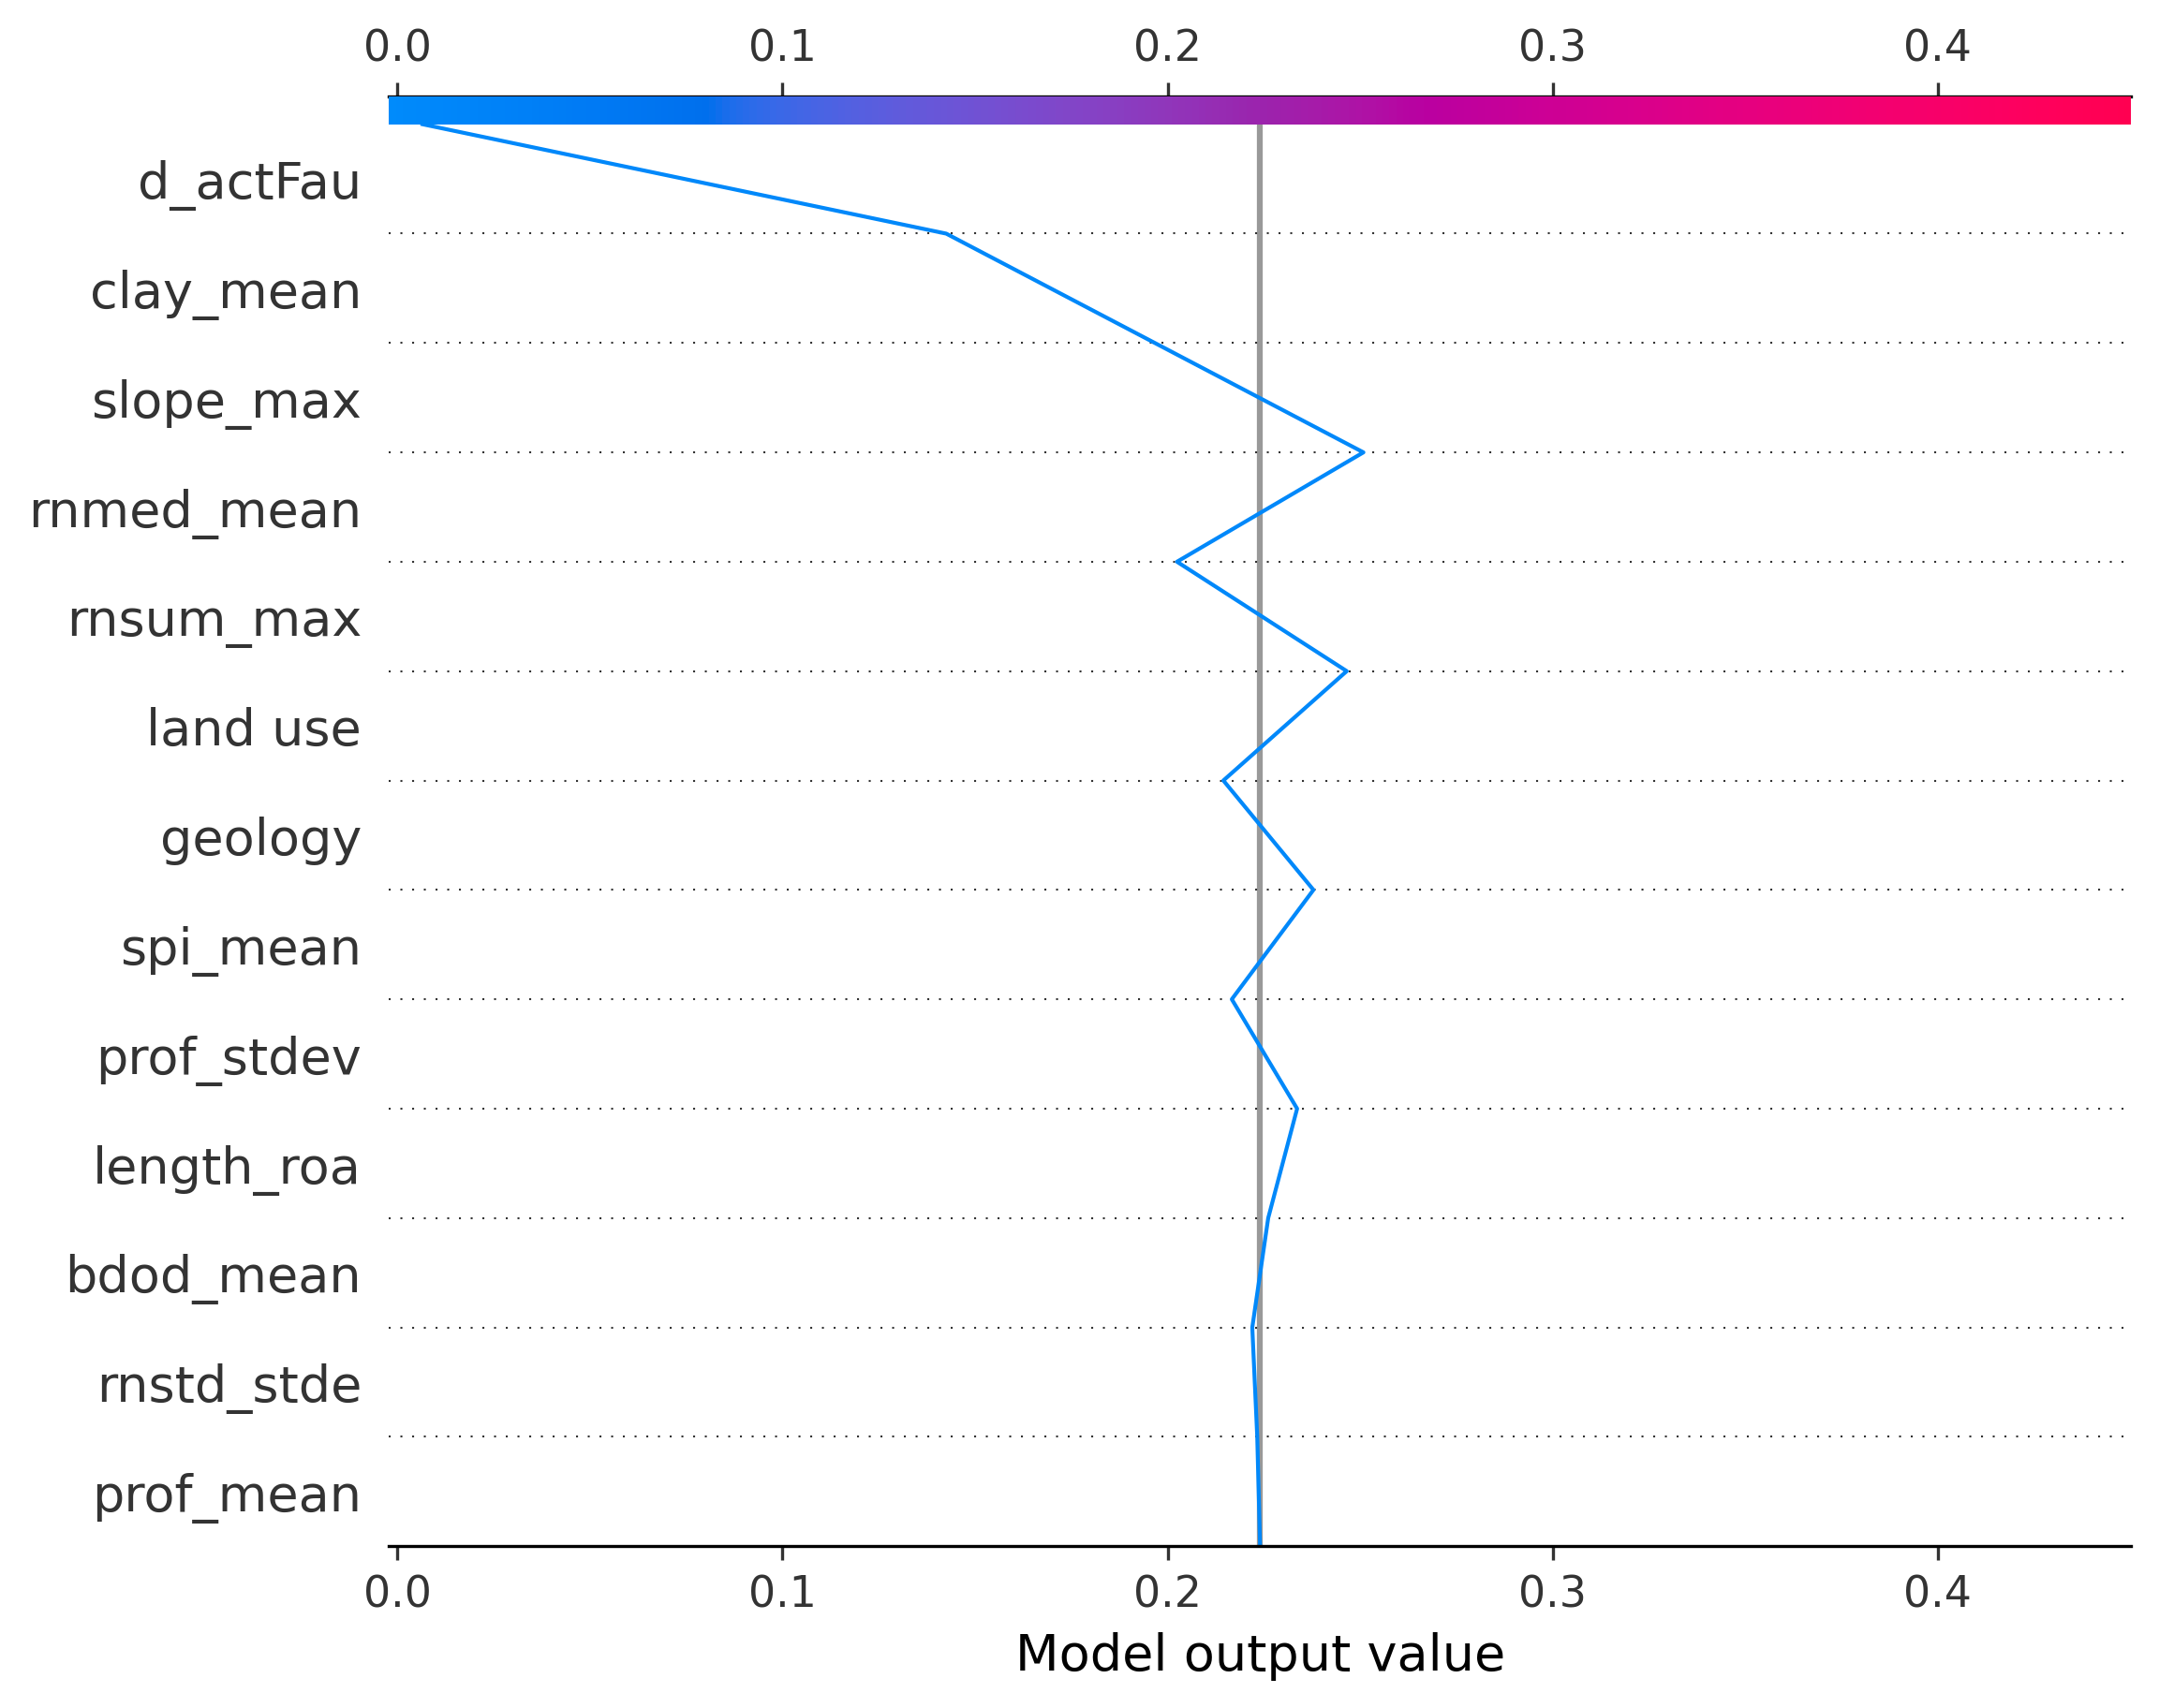 0.0 0.1 0.2 0.3 0.4
d_actFau
clay_mean
slope_max
rnmed_mean
rnsum_max
land use
geology
spi_mean
prof_stdev
length_roa
bdod_mean
rnstd_stde
prof_mean
0.0 0.1 0.2 0.3 0.4
Model output value